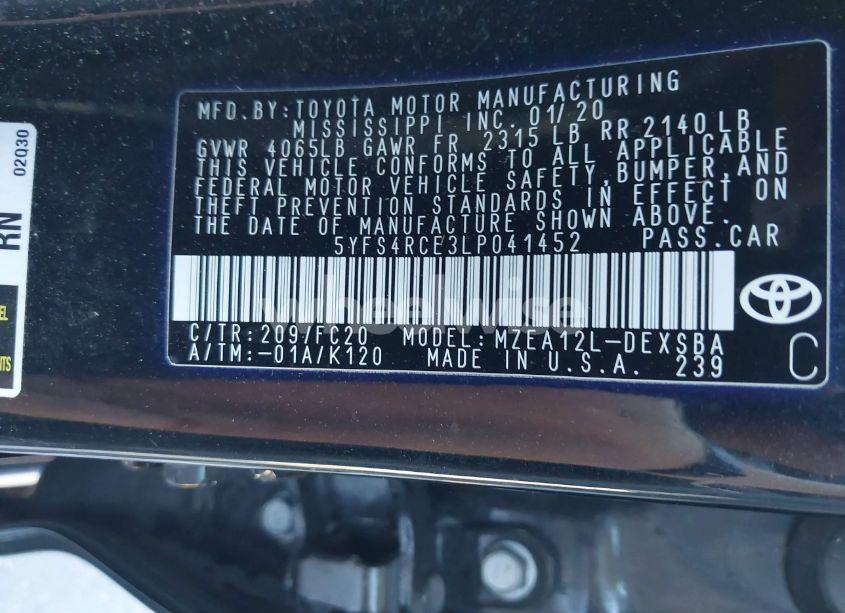 MFD.BY:TOYOTA MOTOR MANUFACTURING
MISSISSIPPI INC. 01/20
GVWR 4065LB GAWR FR 2315 LB RR 2140 LB
THIS VEHICLE CONFORMS TO ALL APPLICABLE
FEDERAL MOTOR VEHICLE SAFETY, BUMPER, AND
THEFT PREVENTION STANDARDS IN EFFECT ON
THE DATE OF MANUFACTURE SHOWN ABOVE.
5YFS4RCE3LP041452 PASS.CAR
wheelwise
C/TR: 209/FC20 MODEL: MZEA12L-DEXSBA
A/TM:-01A/K120 MADE IN U.S.A. 239
C
02Q30
RN